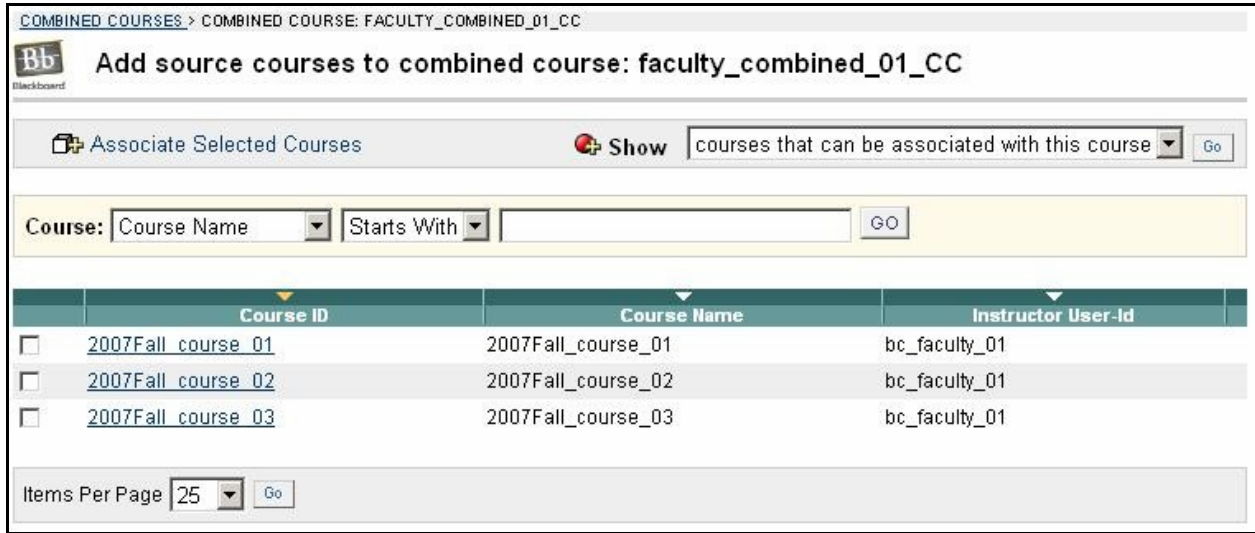 COMBINED COURSES > COMBINED COURSE: FACULTY_COMBINED_01_CC
Bb
Blackboard
Add source courses to combined course: faculty_combined_01_CC
Associate Selected Courses Show courses that can be associated with this course Go
Course: Course Name Starts With GO
Course ID Course Name Instructor User-Id
2007Fall_course_01 2007Fall_course_01 bc_faculty_01
2007Fall_course_02 2007Fall_course_02 bc_faculty_01
2007Fall_course_03 2007Fall_course_03 bc_faculty_01
Items Per Page 25 Go